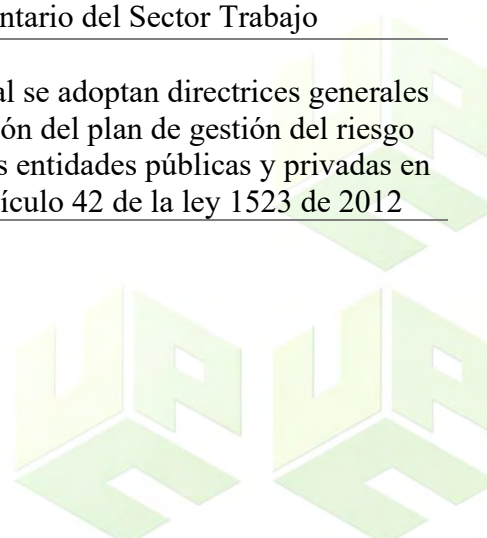 ntario del Sector Trabajo
al se adoptan directrices generales
ión del plan de gestión del riesgo
s entidades públicas y privadas en
ículo 42 de la ley 1523 de 2012